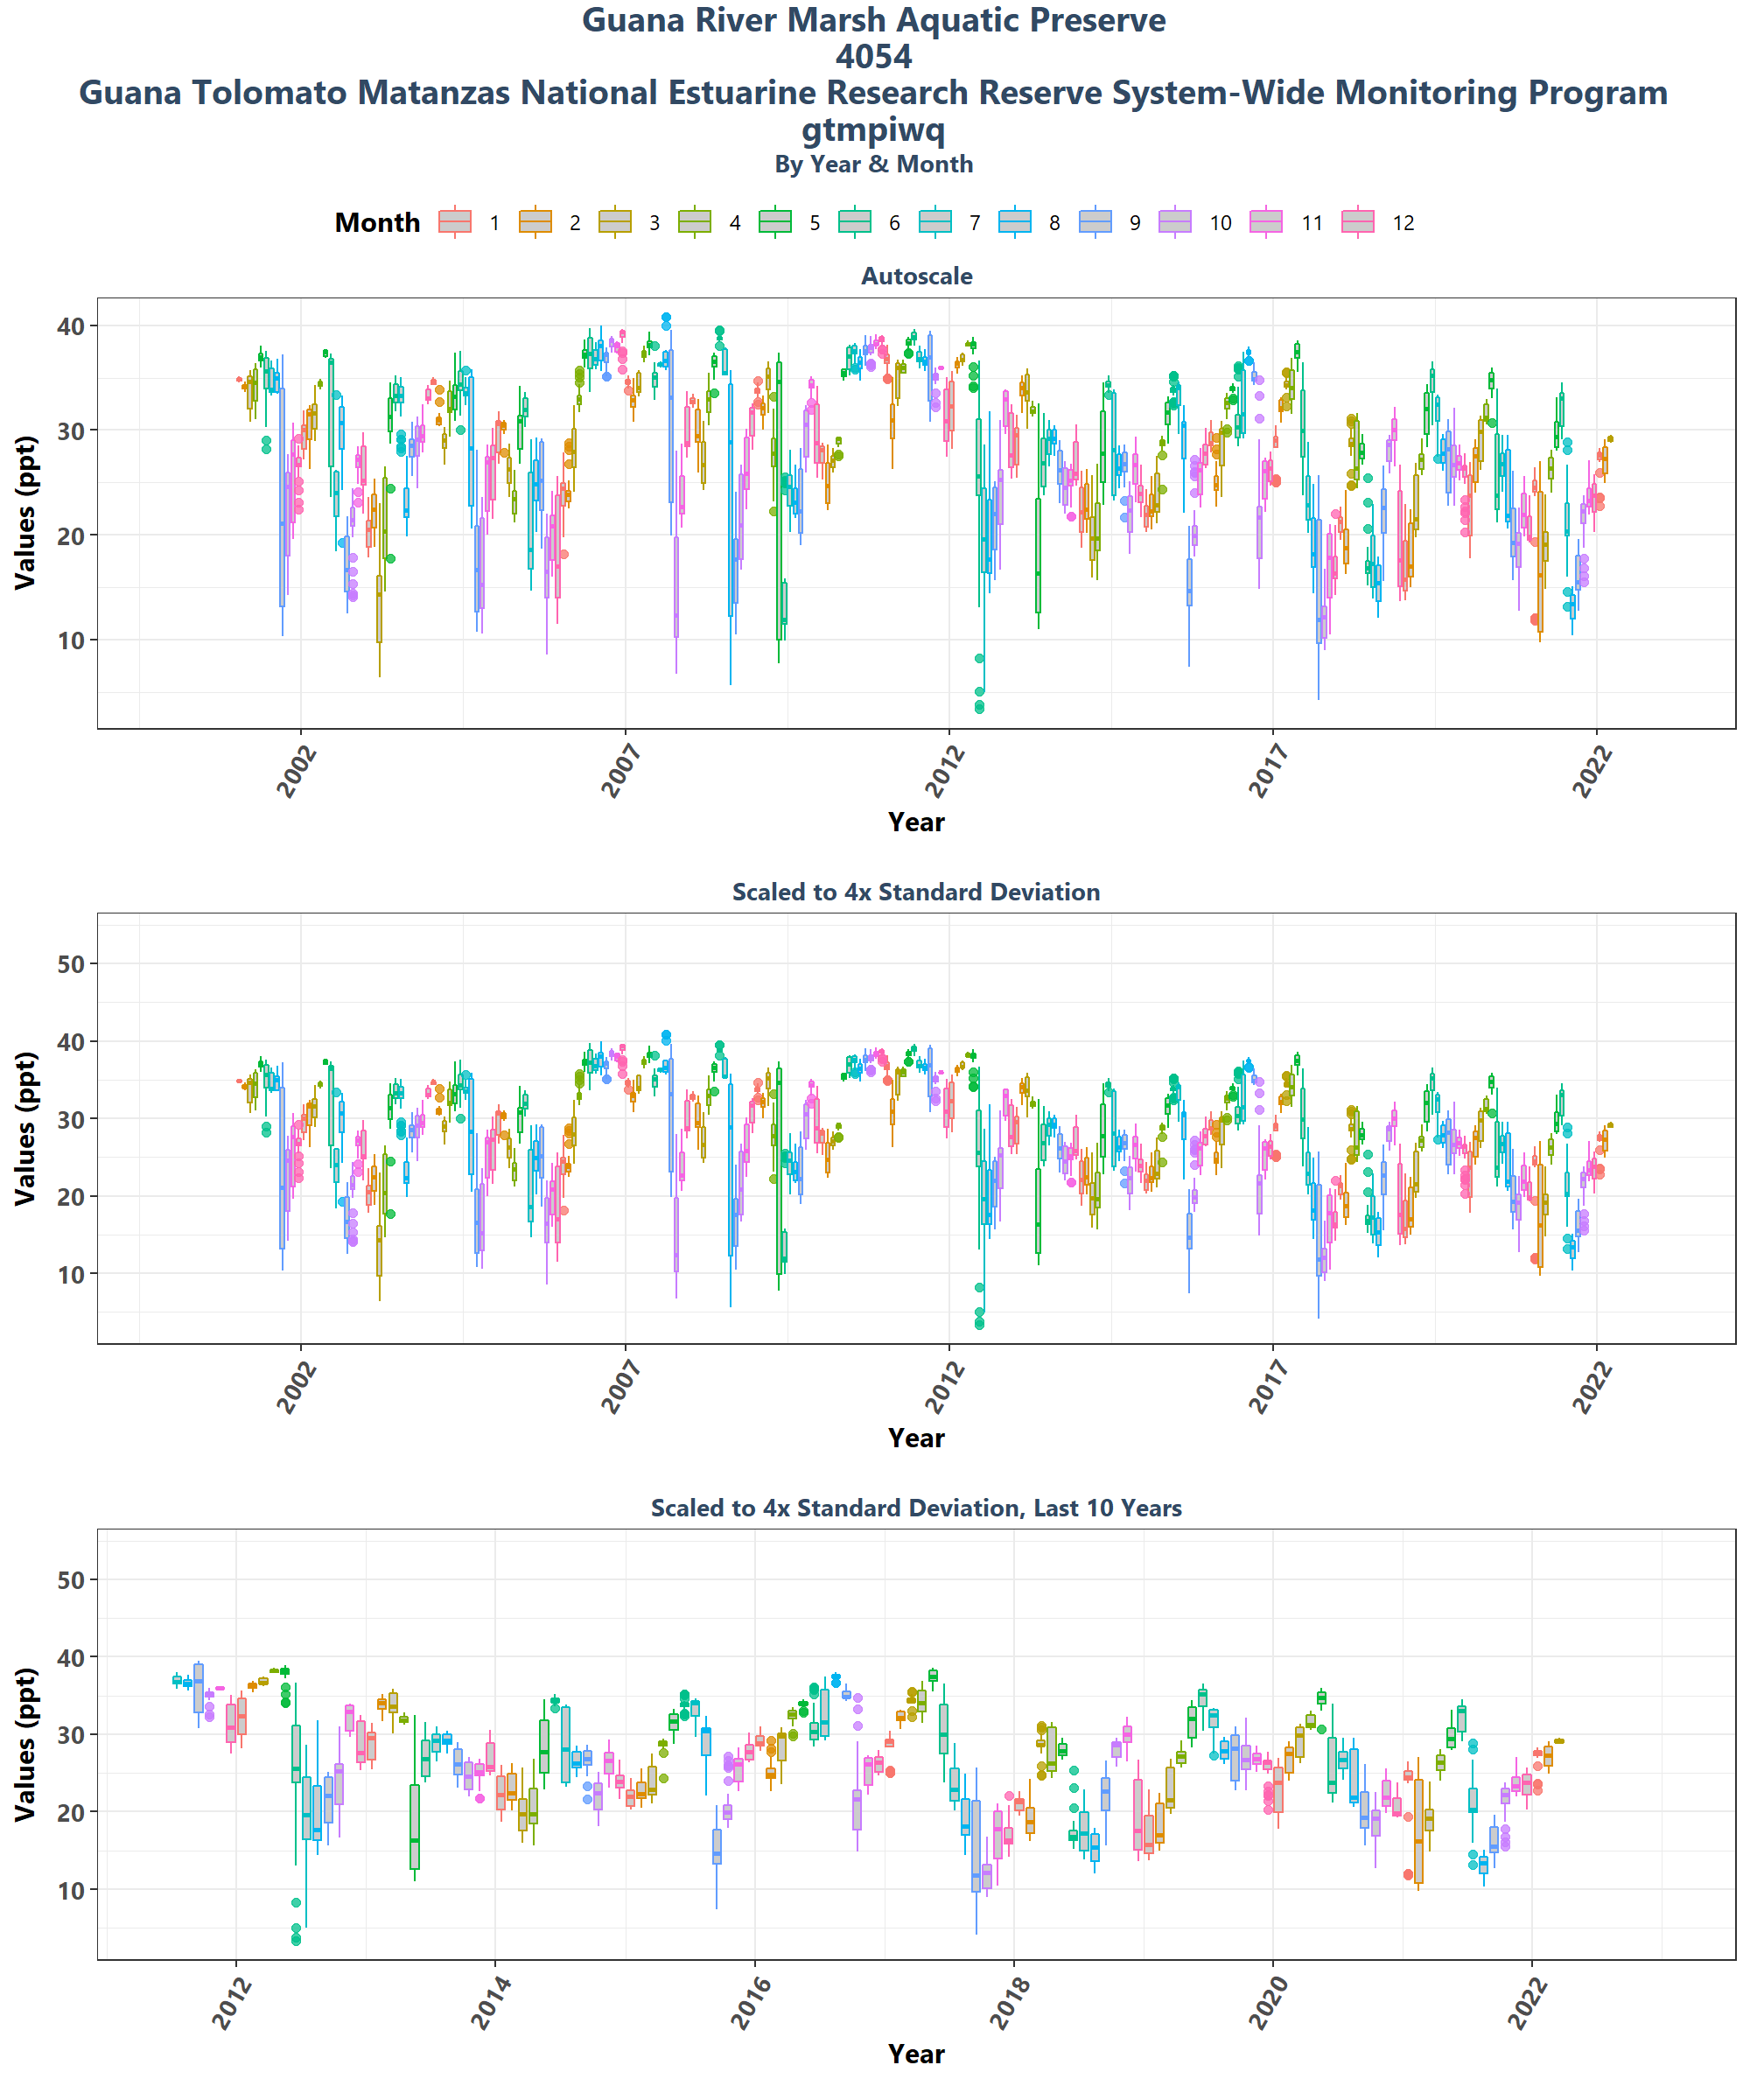 Guana River Marsh Aquatic Preserve
4054
Guana Tolomato Matanzas National Estuarine Research Reserve System-Wide Monitoring Program
gtmpiwq
By Year & Month
Month 1 2 3 4 5 6 7 8 9 10 11 12
Autoscale
Values (ppt)
40
30
20
10
2002 2007 2012 2017 2022
Year
Scaled to 4x Standard Deviation
Values (ppt)
50
40
30
20
10
2002 2007 2012 2017 2022
Year
Scaled to 4x Standard Deviation, Last 10 Years
Values (ppt)
50
40
30
20
10
2012 2014 2016 2018 2020 2022
Year